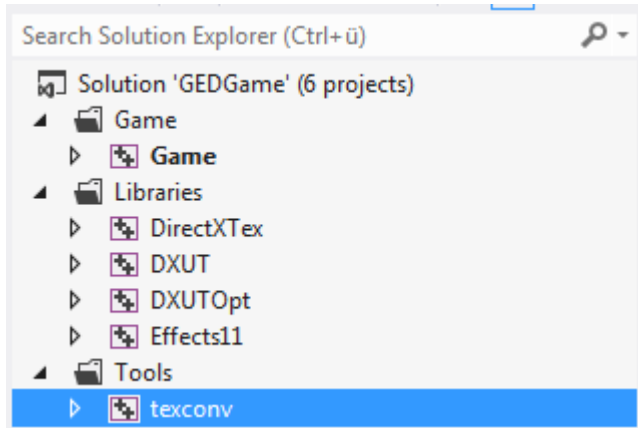 Search Solution Explorer (Ctrl+ü)
Solution 'GEDGame' (6 projects)
Game
Game
Libraries
DirectXTex
DXUT
DXUTOpt
Effects11
Tools
texconv